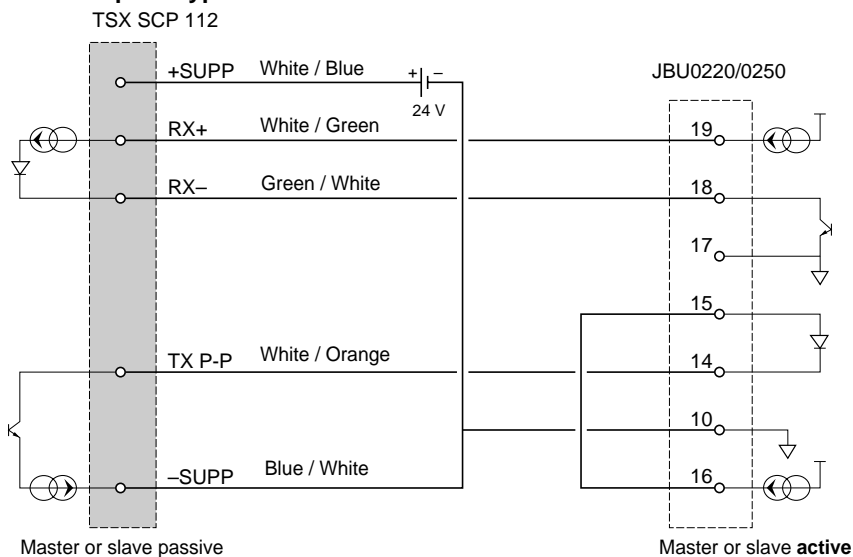 TSX SCP 112
+SUPP White / Blue
+ –
24 V
JBU0220/0250
RX+ White / Green
19
RX– Green / White
18
17
15
TX P-P White / Orange
14
10
–SUPP Blue / White
16
Master or slave passive
Master or slave active